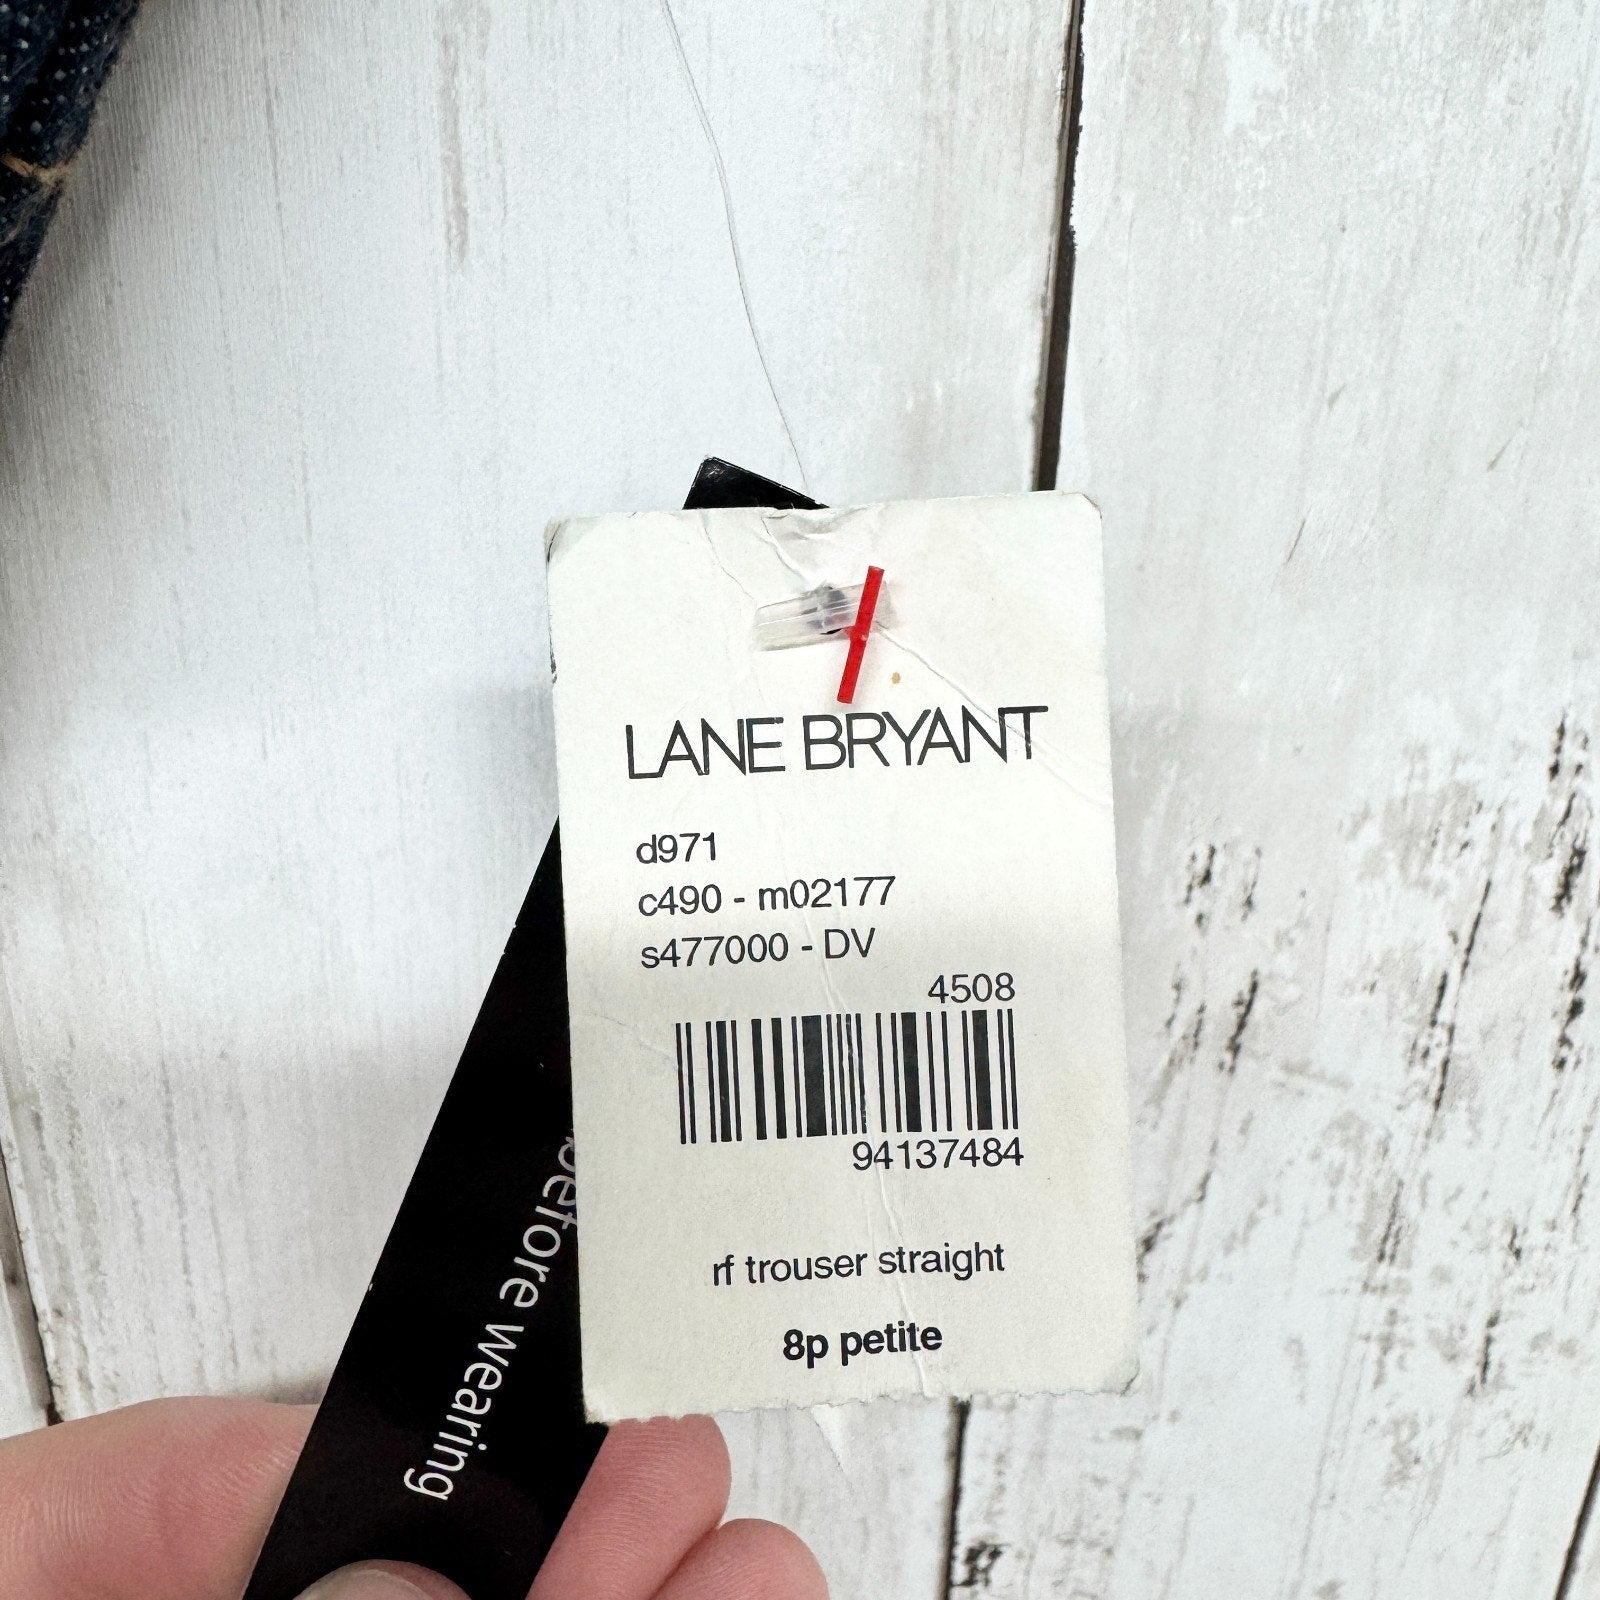 LANE BRYANT
d971
c490 - m02177
s477000 - DV
4508
94137484
rf trouser straight
8p petite
before wearing